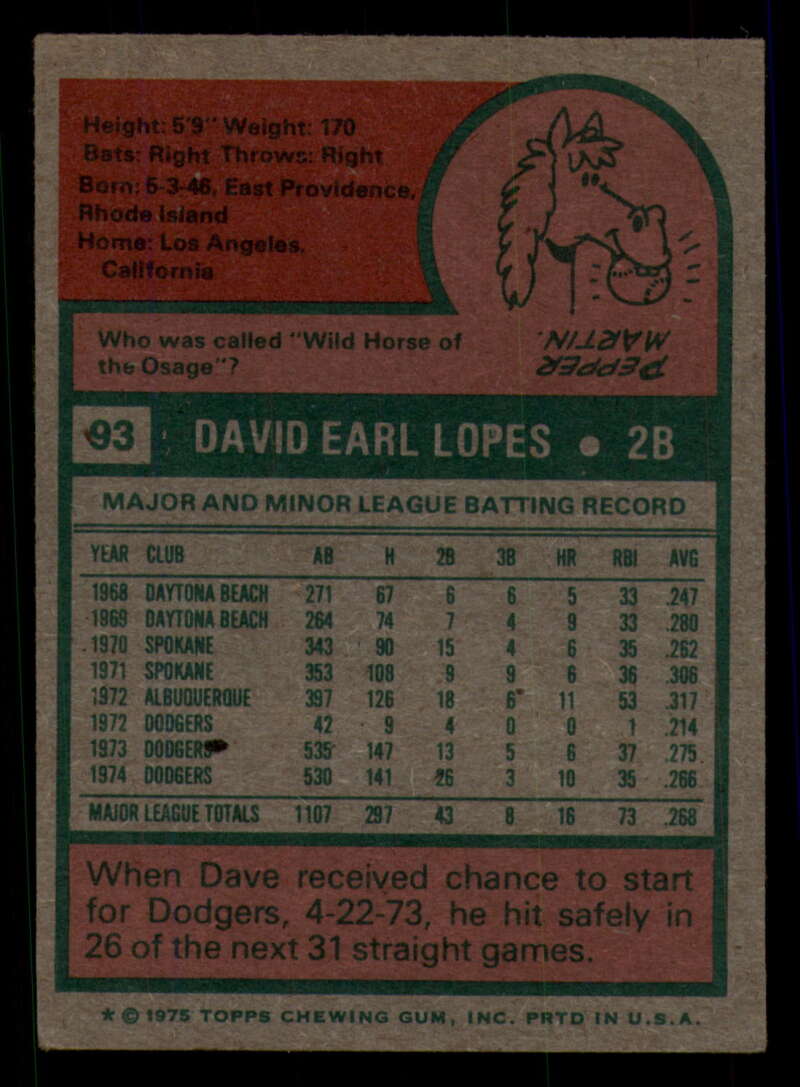 Height: 5'9" Weight: 170
Bats: Right Throws: Right
Born: 5-3-46, East Providence,
Rhode Island
Home: Los Angeles,
California
Who was called "Wild Horse of
the Osage"?
PEPPER
MARTIN.
93 DAVID EARL LOPES • 2B
MAJOR AND MINOR LEAGUE BATTING RECORD
YEAR CLUB AB H 2B 3B HR RBI AVG
1968 DAYTONA BEACH 271 67 6 6 5 33 .247
1969 DAYTONA BEACH 264 74 7 4 9 33 .280
1970 SPOKANE 343 90 15 4 6 35 .262
1971 SPOKANE 353 108 9 9 6 36 .306
1972 ALBUQUERQUE 397 126 18 6 11 53 .317
1972 DODGERS 42 9 4 0 0 1 .214
1973 DODGERS 535 147 13 5 6 37 .275
1974 DODGERS 530 141 26 3 10 35 .266
MAJOR LEAGUE TOTALS 1107 297 43 8 16 73 .268
When Dave received chance to start
for Dodgers, 4-22-73, he hit safely in
26 of the next 31 straight games.
* © 1975 TOPPS CHEWING GUM, INC. PRTD IN U.S.A.